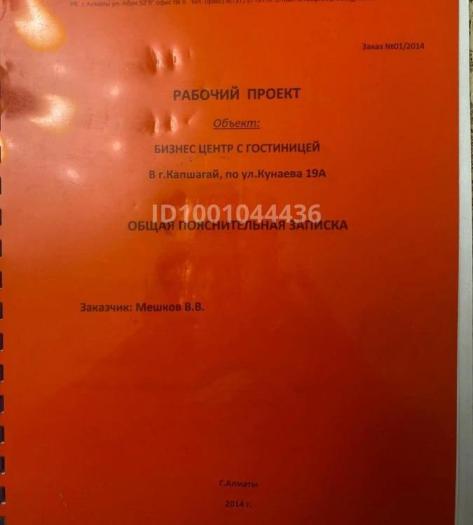 Заказ №01/2014
РАБОЧИЙ ПРОЕКТ
Объект:
БИЗНЕС ЦЕНТР С ГОСТИНИЦЕЙ
В г.Капшагай, по ул.Кунаева 19А
ID1001044436
ОБЩАЯ ПОЯСНИТЕЛЬНАЯ ЗАПИСКА
Заказчик: Мешков В.В.
Г.Алматы
2014 г.